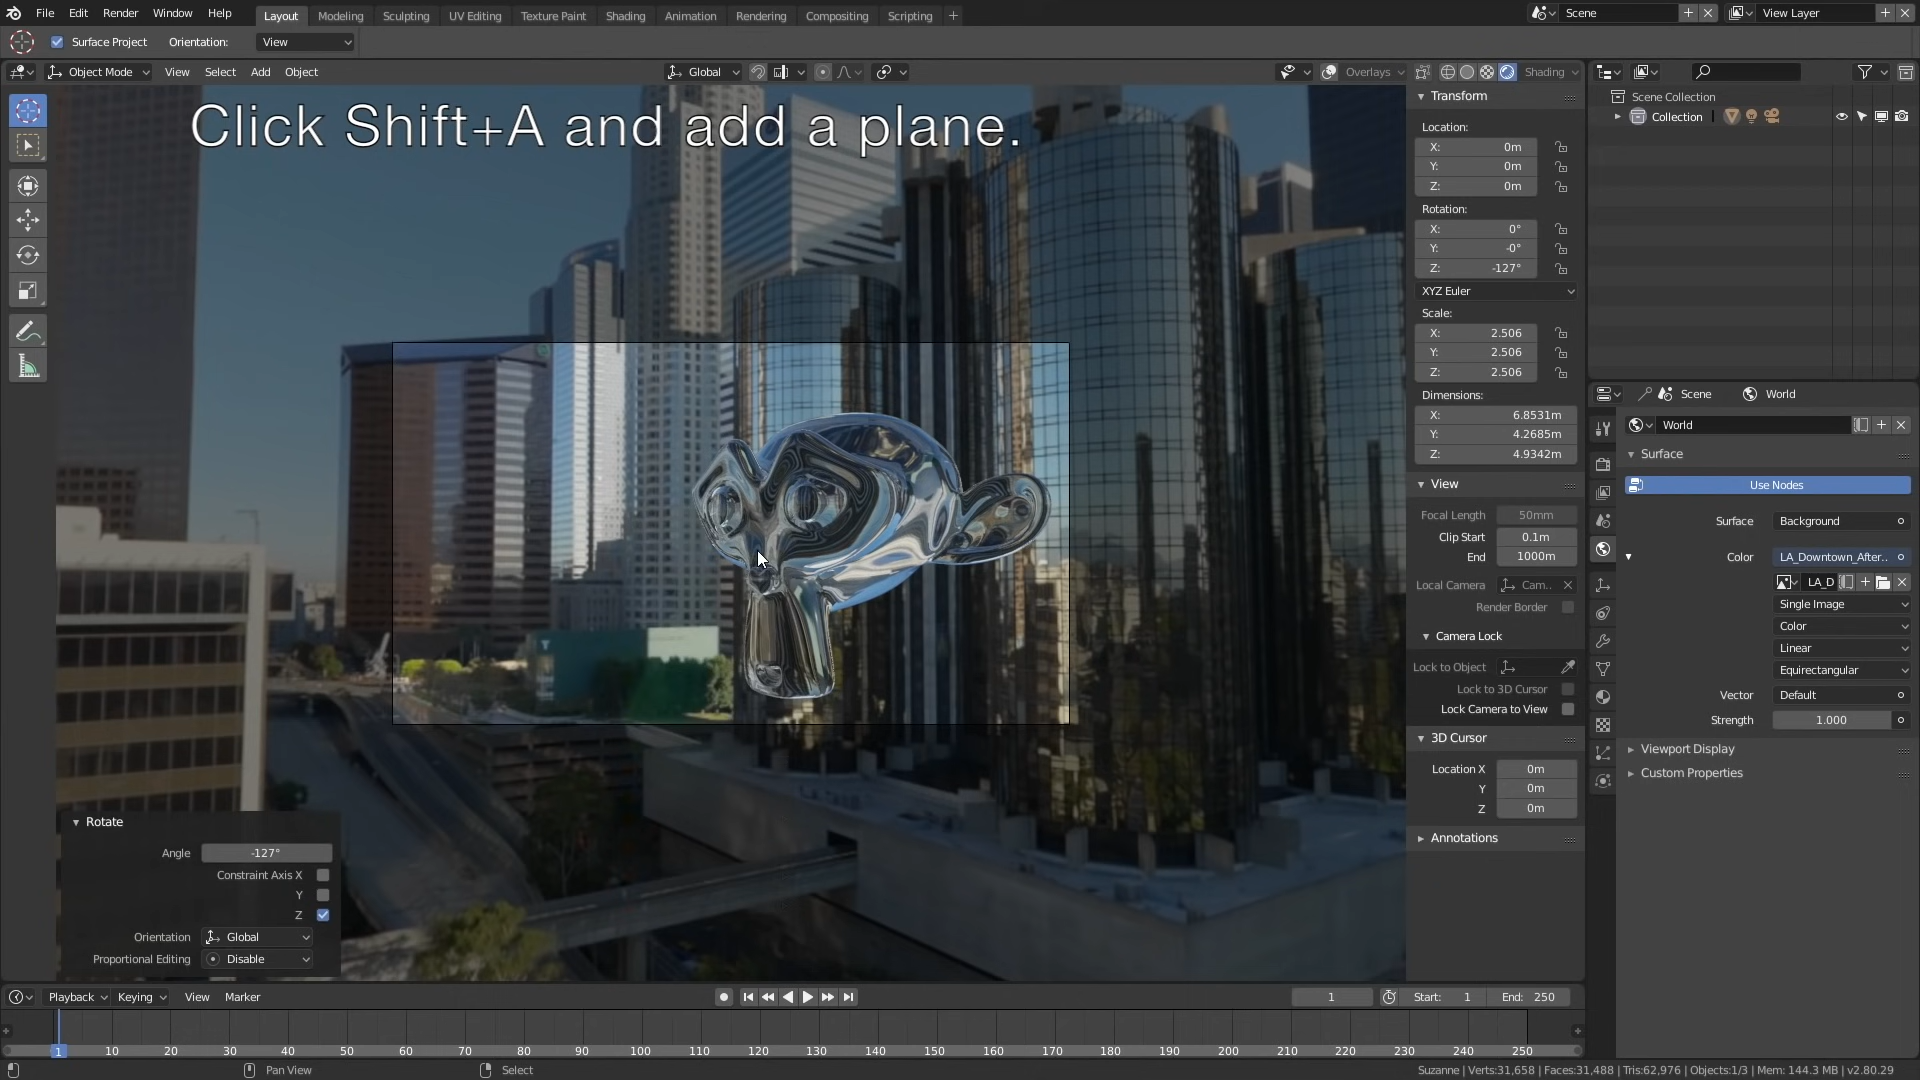 File Edit Render Window Help Layout Modeling Sculpting UV Editing Texture Paint Shading Animation Rendering Compositing Scripting + Scene View Layer
Surface Project Orientation: View
Object Mode View Select Add Object Global Overlays Shading
Click Shift+A and add a plane.
Transform
Location:
X: 0m
Y: 0m
Z: 0m
Rotation:
X: 0°
Y: -0°
Z: -127°
XYZ Euler
Scale:
X: 2.506
Y: 2.506
Z: 2.506
Dimensions:
X: 6.8531m
Y: 4.2685m
Z: 4.9342m
View
Focal Length 50mm
Clip Start 0.1m
End 1000m
Local Camera Cam..
Render Border
Camera Lock
Lock to Object
Lock to 3D Cursor
Lock Camera to View
3D Cursor
Location X 0m
Y 0m
Z 0m
Annotations
Scene Collection
Collection
Scene World
World
Surface
Use Nodes
Surface Background
Color LA_Downtown_After..
LA_D
Single Image
Color
Linear
Equirectangular
Vector Default
Strength 1.000
Viewport Display
Custom Properties
Rotate
Angle -127°
Constraint Axis X
Y
Z
Orientation Global
Proportional Editing Disable
Playback Keying View Marker 1 Start: 1 End: 250
1 10 20 30 40 50 60 70 80 90 100 110 120 130 140 150 160 170 180 190 200 210 220 230 240 250
Pan View Select Suzanne | Verts:31,658 | Faces:31,488 | Tris:62,976 | Objects:1/3 | Mem: 144.3 MB | v2.80.29